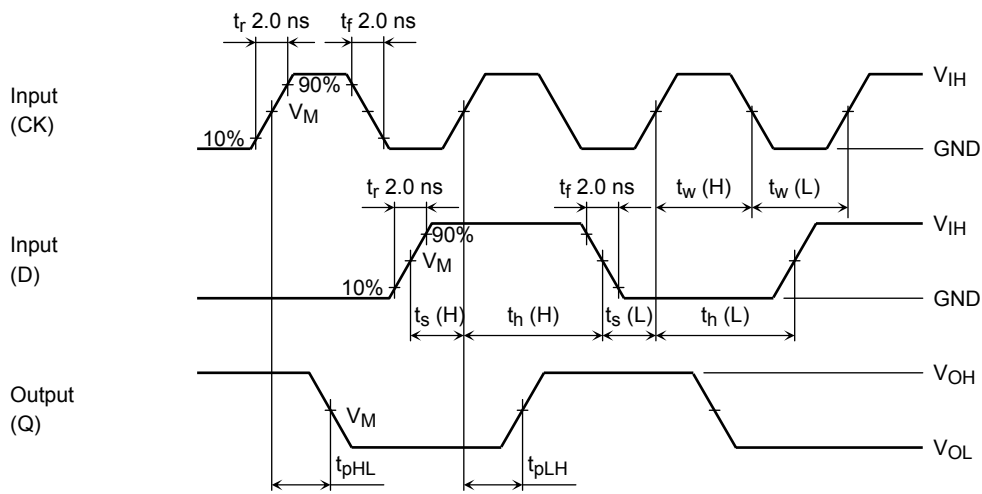 tr 2.0 ns
tf 2.0 ns
Input
(CK)
90%
VM
10%
VIH
GND
tr 2.0 ns
tf 2.0 ns
tw (H)
tw (L)
Input
(D)
90%
VM
10%
VIH
GND
ts (H)
th (H)
ts (L)
th (L)
Output
(Q)
VM
VOH
VOL
tpHL
tpLH